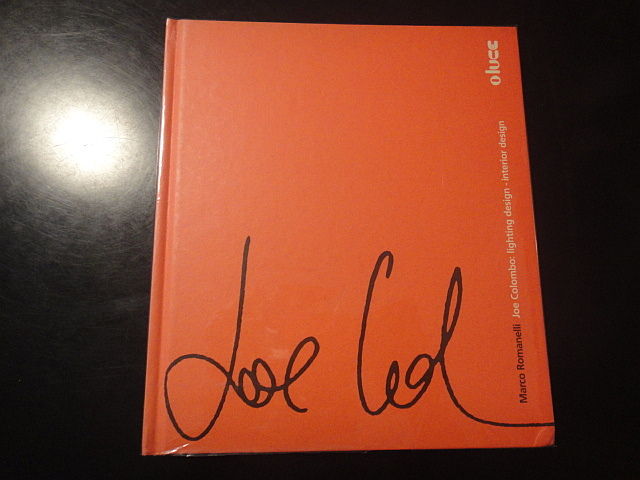 Oluce
Marco Romanelli Joe Colombo: lighting design - interior design
Joe Col